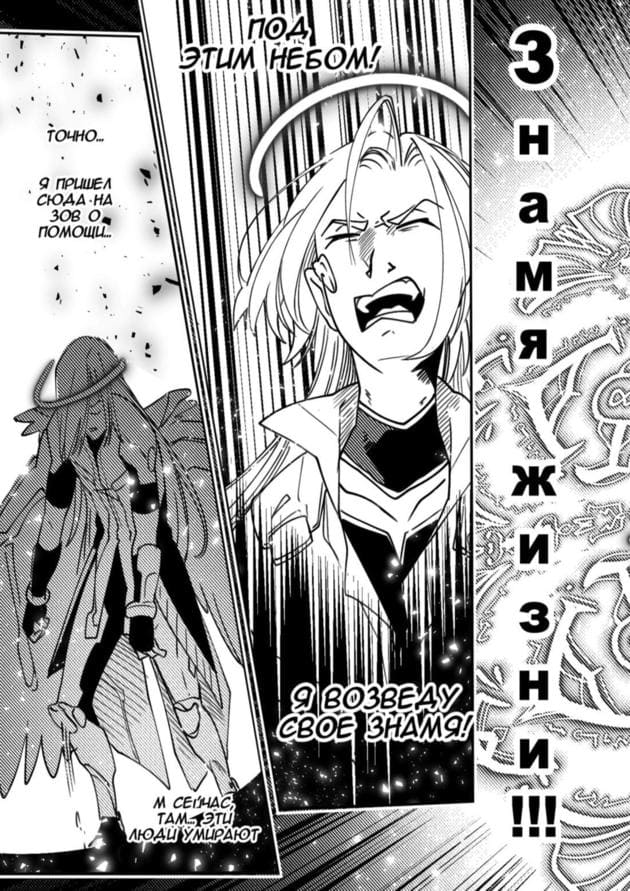 Знамя жизни!!!
ПОД
ЭТИМ НЕБОМ!
Я ВОЗВЕДУ
СВОЕ ЗНАМЯ!
ТОЧНО...
Я ПРИШЕЛ
СЮДА НА
ЗОВ О
ПОМОЩИ...
М СЕЙЧАС,
ТАМ... ЭТИ
ЛЮДИ УМИРАЮТ